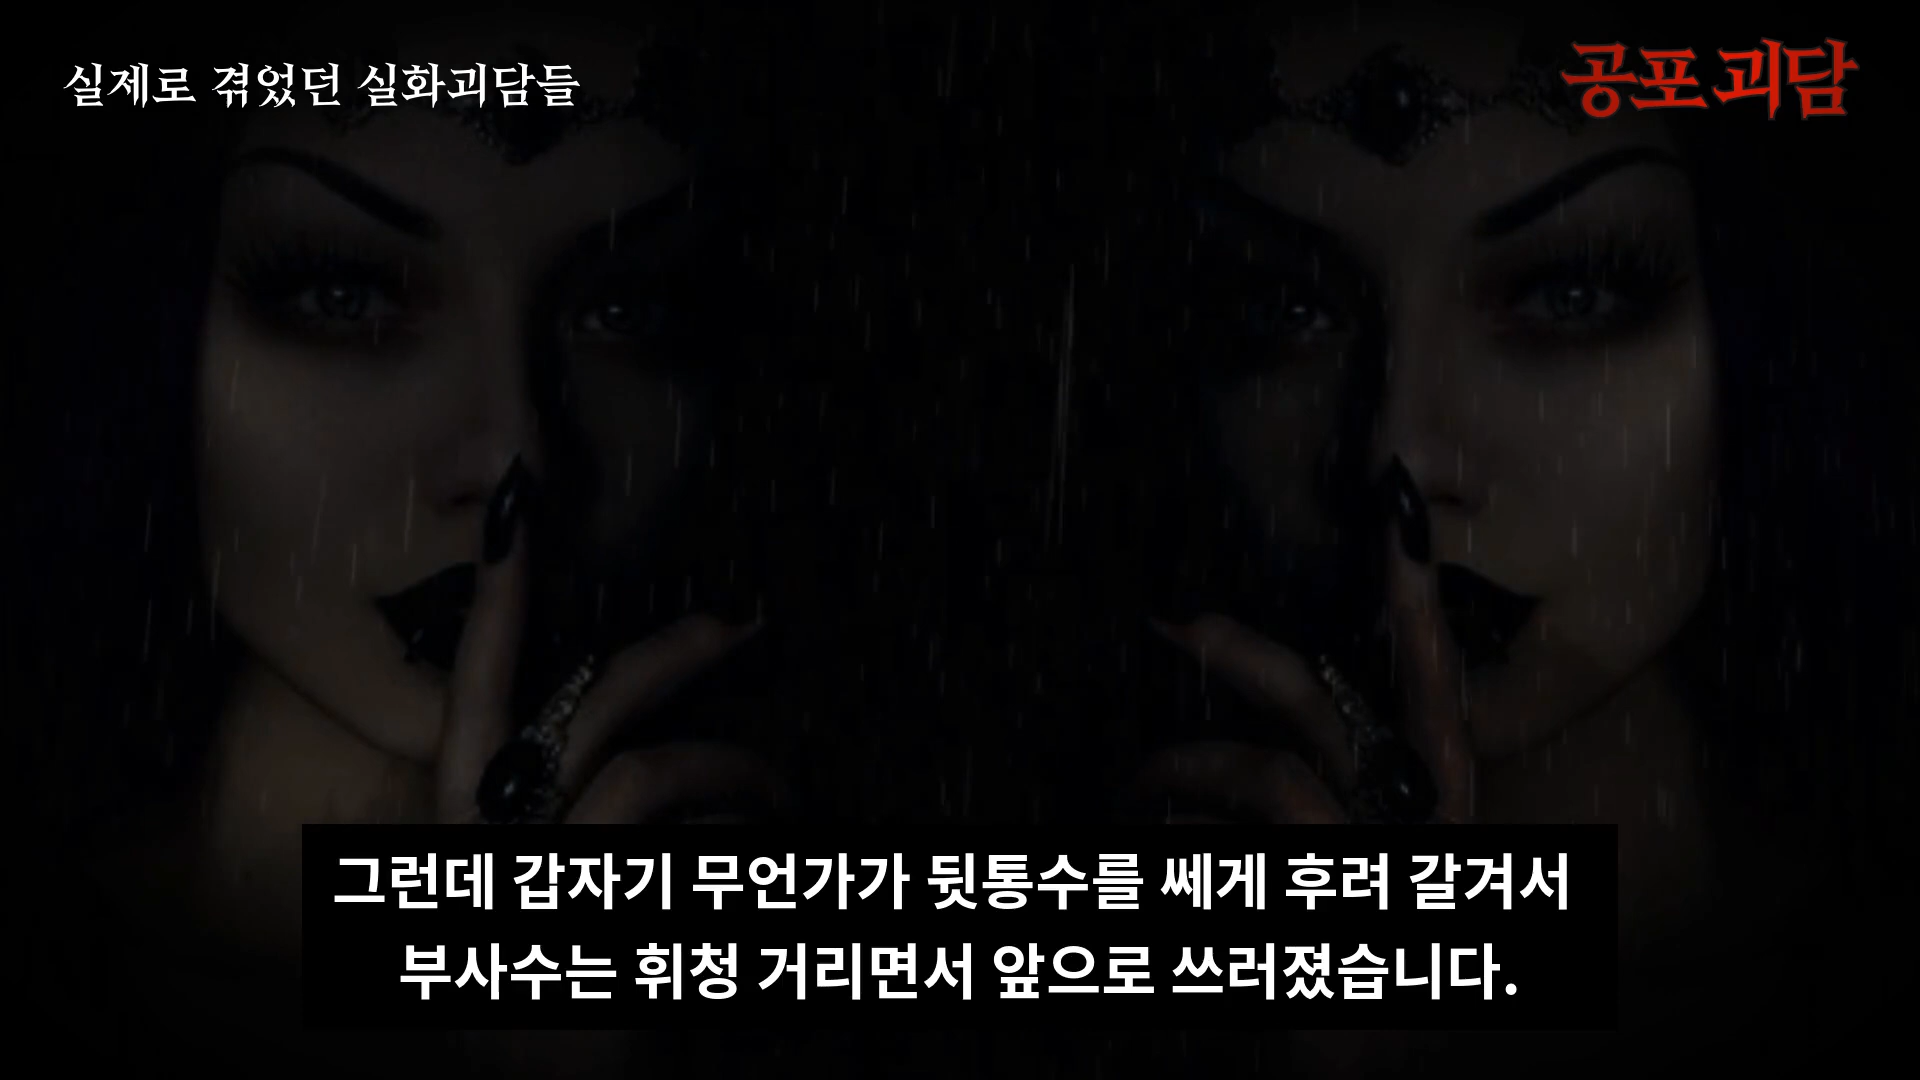 실제로 겪었던 실화괴담들
공포 괴담
그런데 갑자기 무언가가 뒷통수를 쎄게 후려 갈겨서
부사수는 휘청 거리면서 앞으로 쓰러졌습니다.